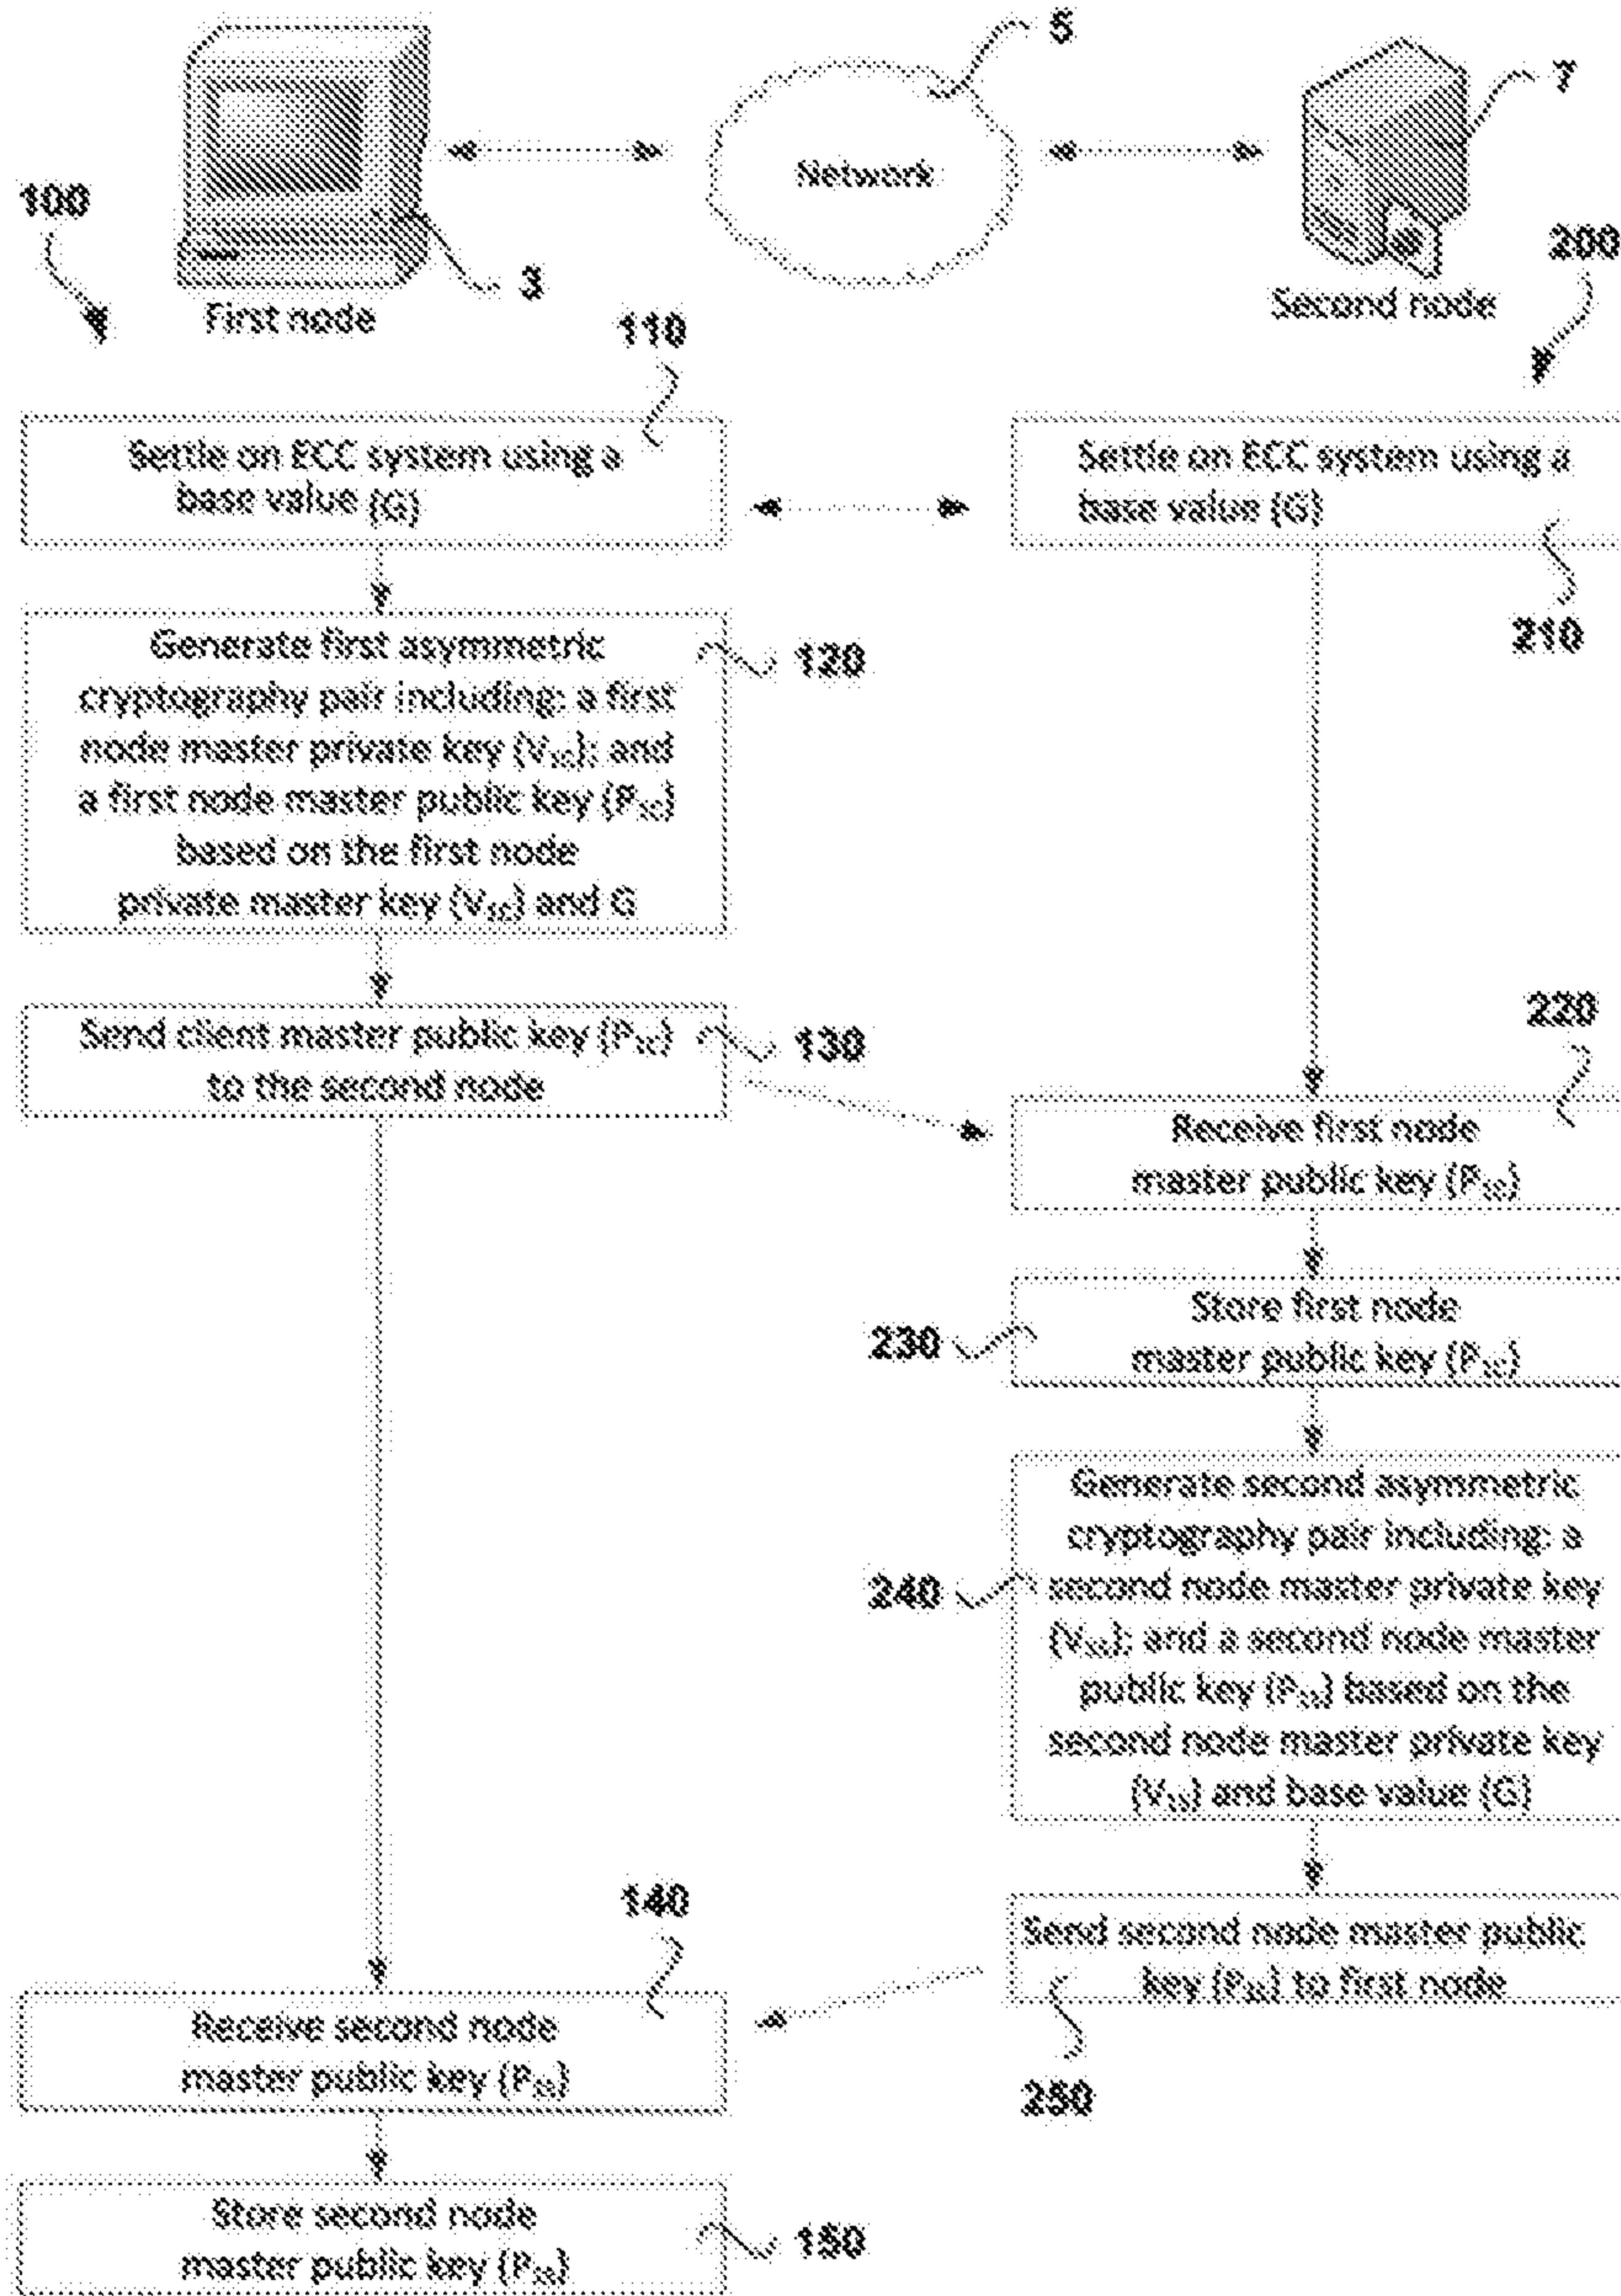 5
7
Network
100
200
3
First node
Second node
110
Settle on ECC system using a
base value (G)
Settle on ECC system using a
base value (G)
210
Generate first asymmetric
cryptography pair including: a first
node master private key (V1C); and
a first node master public key (P1C)
based on the first node
private master key (V1C) and G
120
Send client master public key (P1C)
to the second node
130
220
Receive first node
master public key (P1C)
Store first node
master public key (P1C)
230
Generate second asymmetric
cryptography pair including: a
second node master private key
(V1S); and a second node master
public key (P1S) based on the
second node master private key
(V1S) and base value (G)
240
Send second node master public
key (P1S) to first node
250
140
Receive second node
master public key (P1S)
Store second node
master public key (P1S)
150